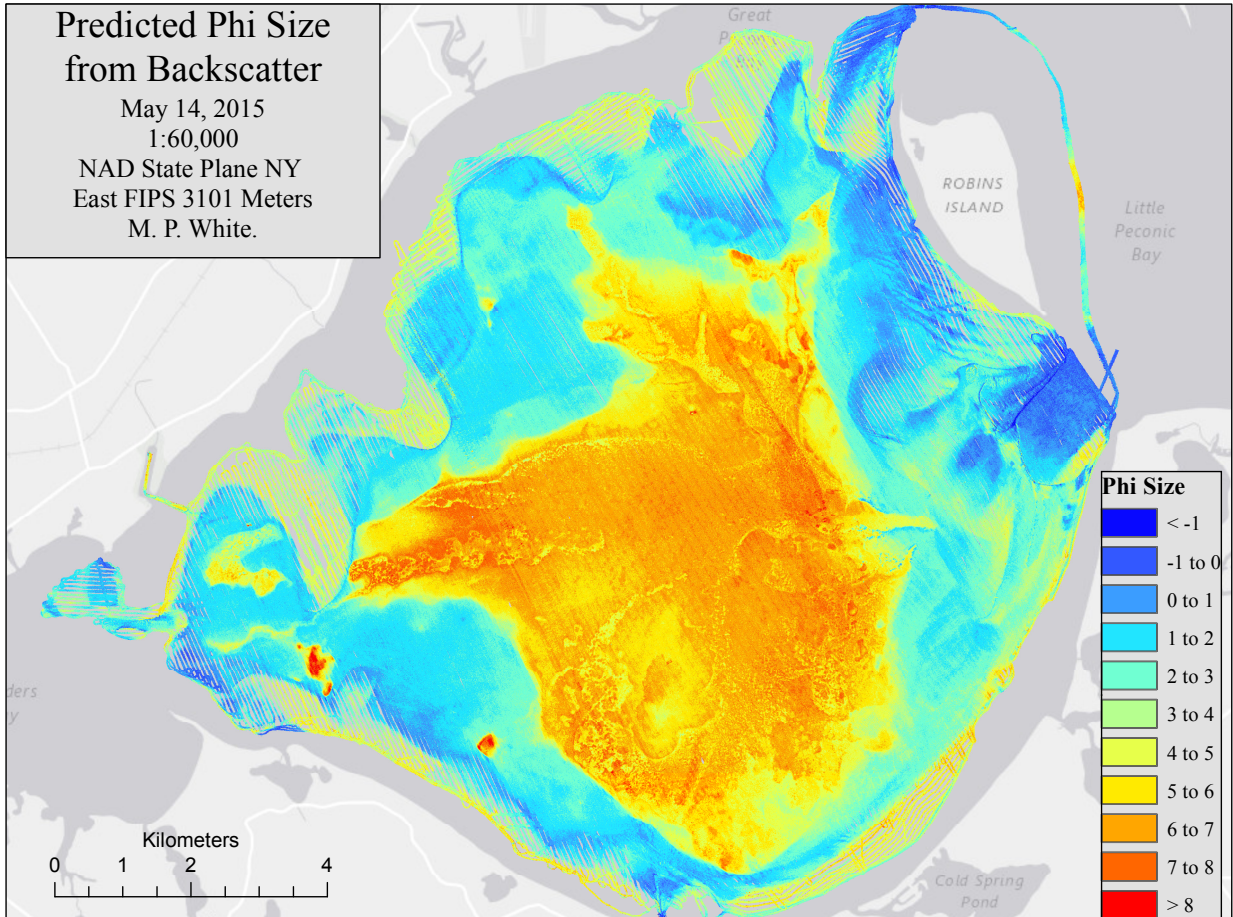 Predicted Phi Size
from Backscatter
May 14, 2015
1:60,000
NAD State Plane NY
East FIPS 3101 Meters
M. P. White.
Great
ROBINS
ISLAND
Little
Peconic
Bay
Phi Size
< -1
-1 to 0
0 to 1
1 to 2
2 to 3
3 to 4
4 to 5
5 to 6
6 to 7
7 to 8
> 8
Kilometers
0 1 2 4
Cold Spring
Pond